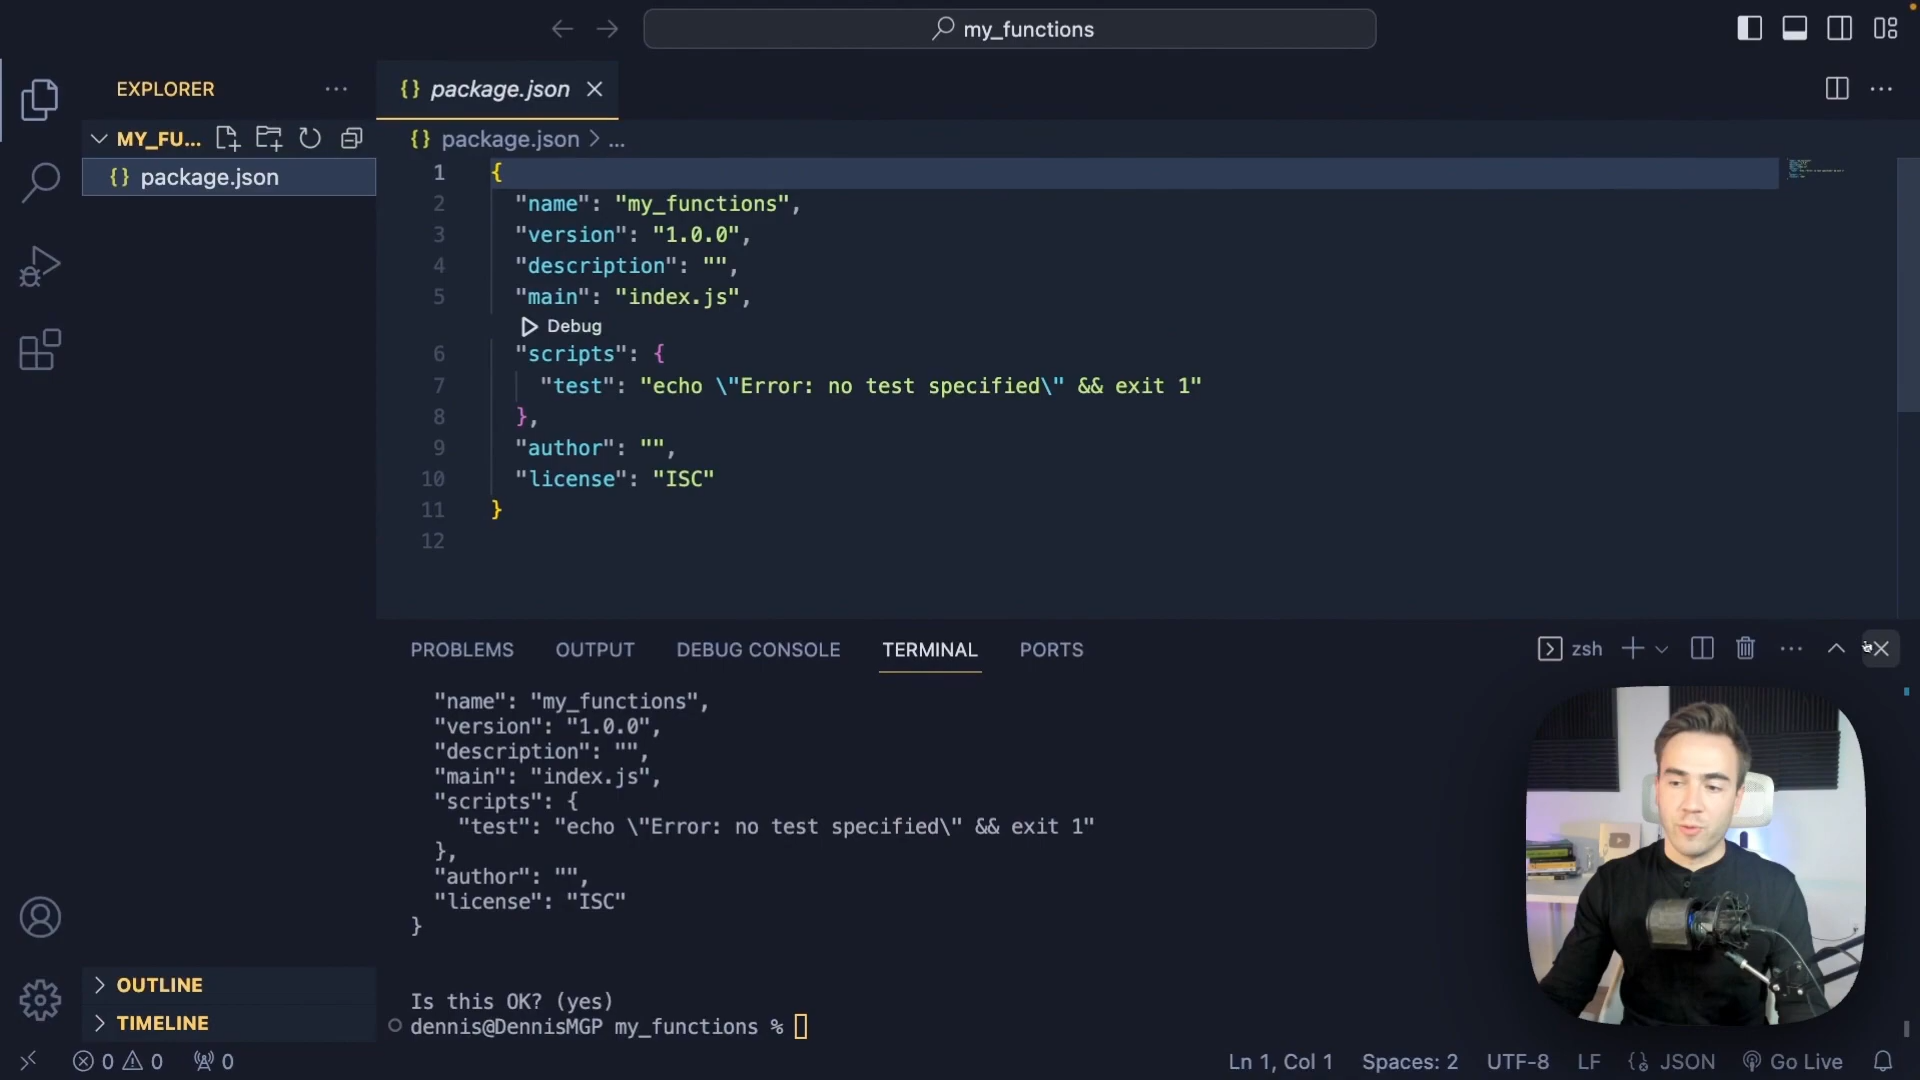 my_functions
EXPLORER
MY_FU...
{} package.json
{} package.json
{} package.json > ...
1 {
2 "name": "my_functions",
3 "version": "1.0.0",
4 "description": "",
5 "main": "index.js",
Debug
6 "scripts": {
7 "test": "echo \"Error: no test specified\" && exit 1"
8 },
9 "author": "",
10 "license": "ISC"
11 }
12
PROBLEMS OUTPUT DEBUG CONSOLE TERMINAL PORTS
zsh
"name": "my_functions",
"version": "1.0.0",
"description": "",
"main": "index.js",
"scripts": {
"test": "echo \"Error: no test specified\" && exit 1"
},
"author": "",
"license": "ISC"
}
Is this OK? (yes)
dennis@DennisMGP my_functions %
OUTLINE
TIMELINE
0 0 0
Ln 1, Col 1 Spaces: 2 UTF-8 LF {} JSON Go Live